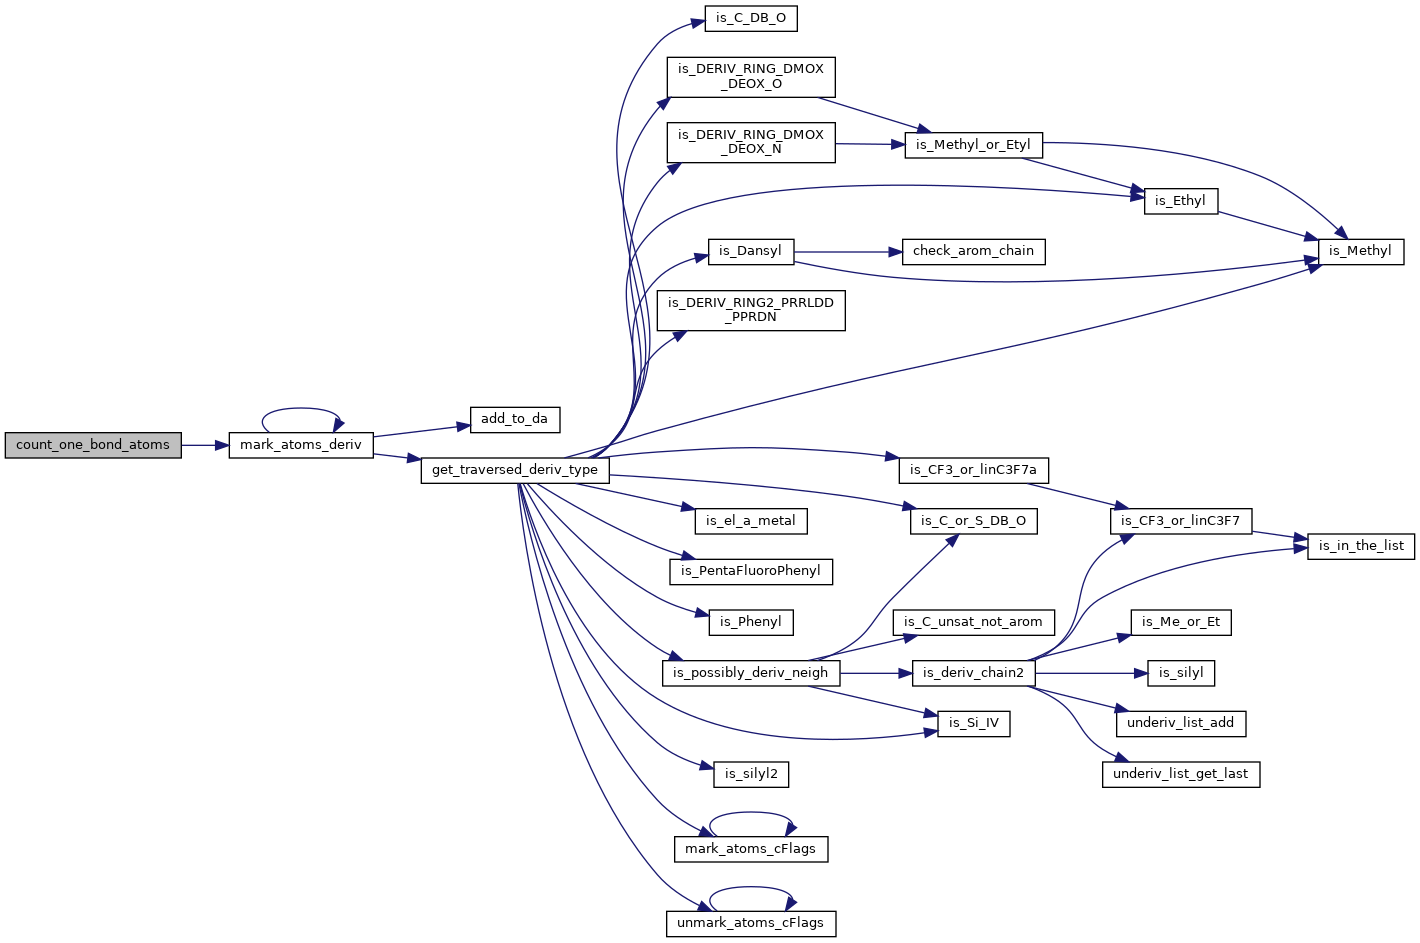 is_C_DB_O
is_DERIV_RING_DMOX
_DEOX_O
is_DERIV_RING_DMOX
_DEOX_N
is_Methyl_or_Etyl
is_Ethyl
is_Dansyl
check_arom_chain
is_Methyl
is_DERIV_RING2_PRRLDD
_PPRDN
add_to_da
count_one_bond_atoms
mark_atoms_deriv
get_traversed_deriv_type
is_CF3_or_linC3F7a
is_el_a_metal
is_C_or_S_DB_O
is_CF3_or_linC3F7
is_in_the_list
is_PentaFluoroPhenyl
is_Phenyl
is_C_unsat_not_arom
is_Me_or_Et
is_possibly_deriv_neigh
is_deriv_chain2
is_silyl
is_Si_IV
underiv_list_add
is_silyl2
underiv_list_get_last
mark_atoms_cFlags
unmark_atoms_cFlags